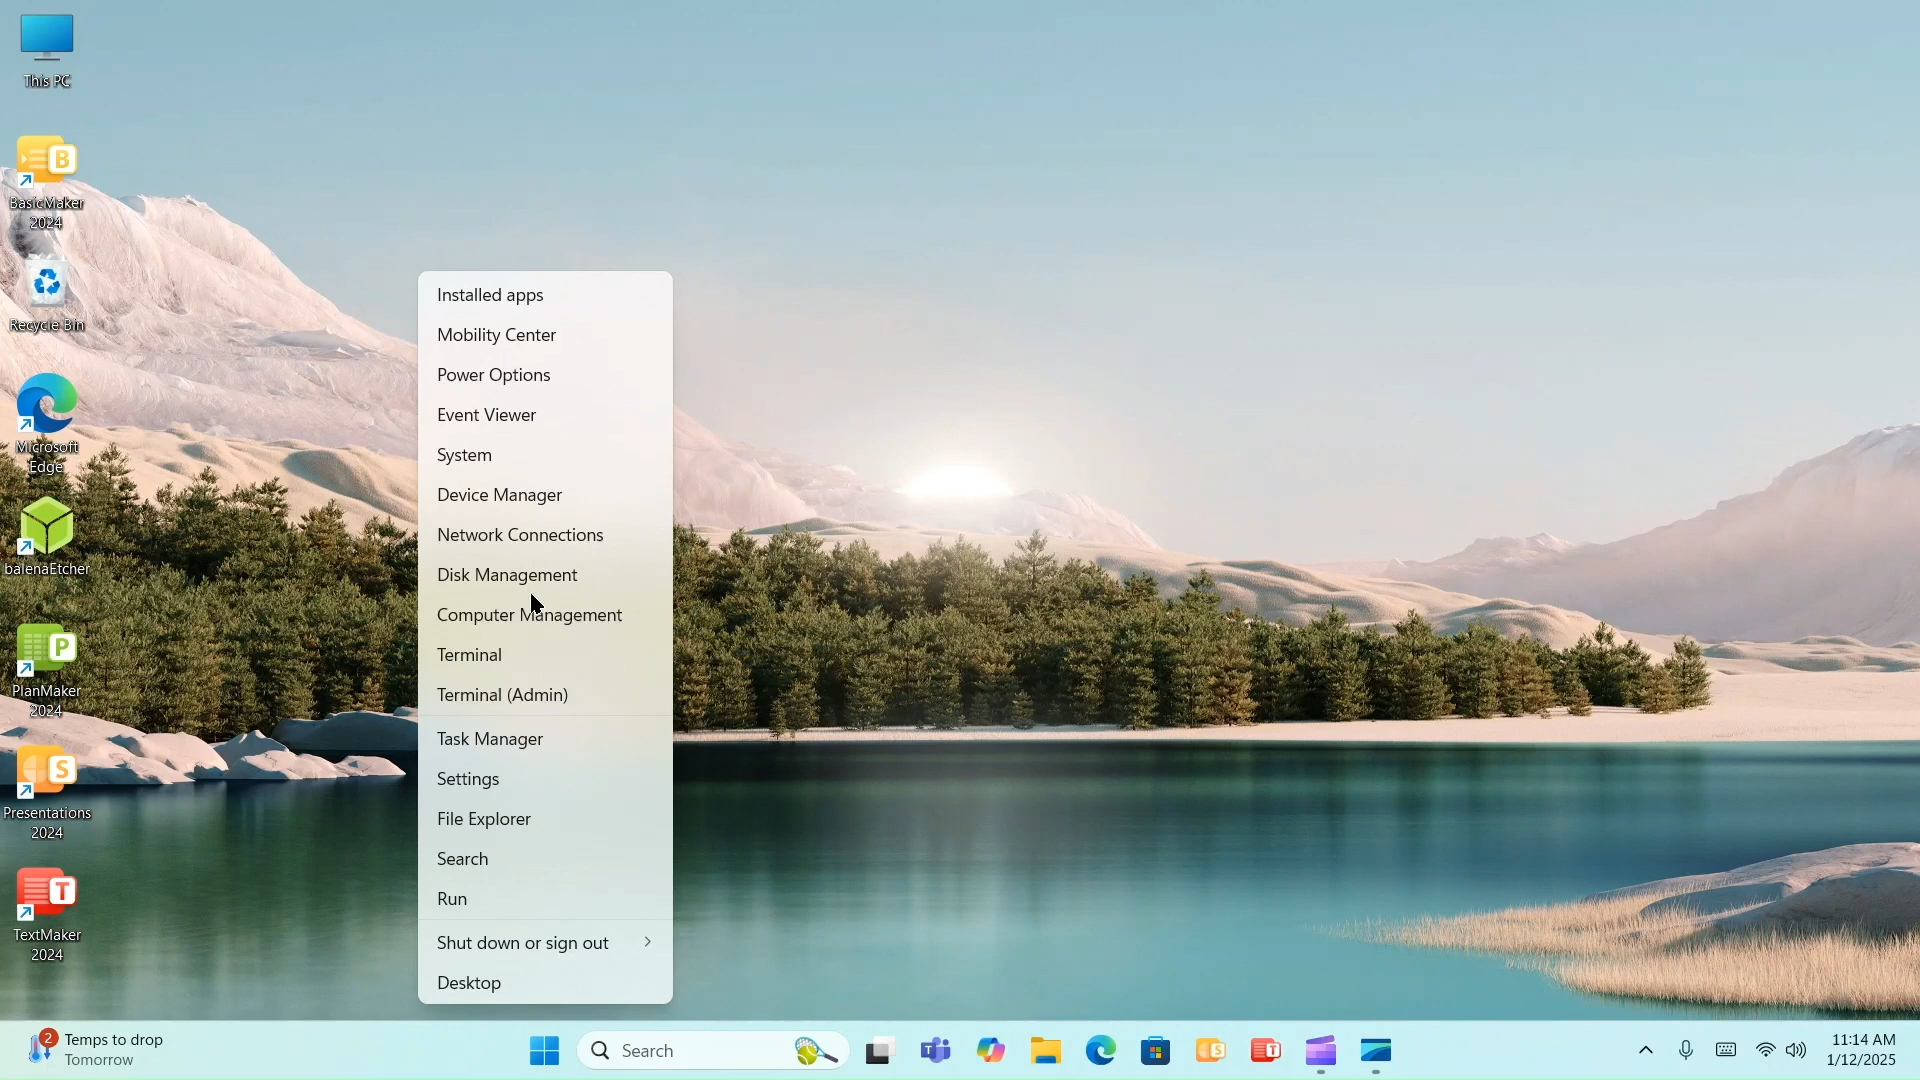 This PC
BasicMaker
2024
Recycle Bin
Microsoft
Edge
balenaEtcher
PlanMaker
2024
Presentations
2024
TextMaker
2024
Installed apps
Mobility Center
Power Options
Event Viewer
System
Device Manager
Network Connections
Disk Management
Computer Management
Terminal
Terminal (Admin)
Task Manager
Settings
File Explorer
Search
Run
Shut down or sign out
Desktop
2
Temps to drop
Tomorrow
Search
11:14 AM
1/12/2025